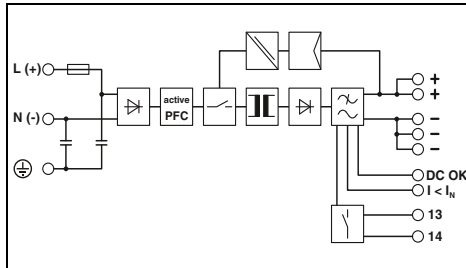 L (+)
+
+
active
PFC
N (-)
–
–
–
DC OK
I < I_N
13
14